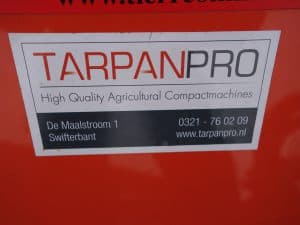 TARPANPRO
High Quality Agricultural Compactmachines
De Maalstroom 1 0321 - 76 02 09
Swifterbant www.tarpanpro.nl